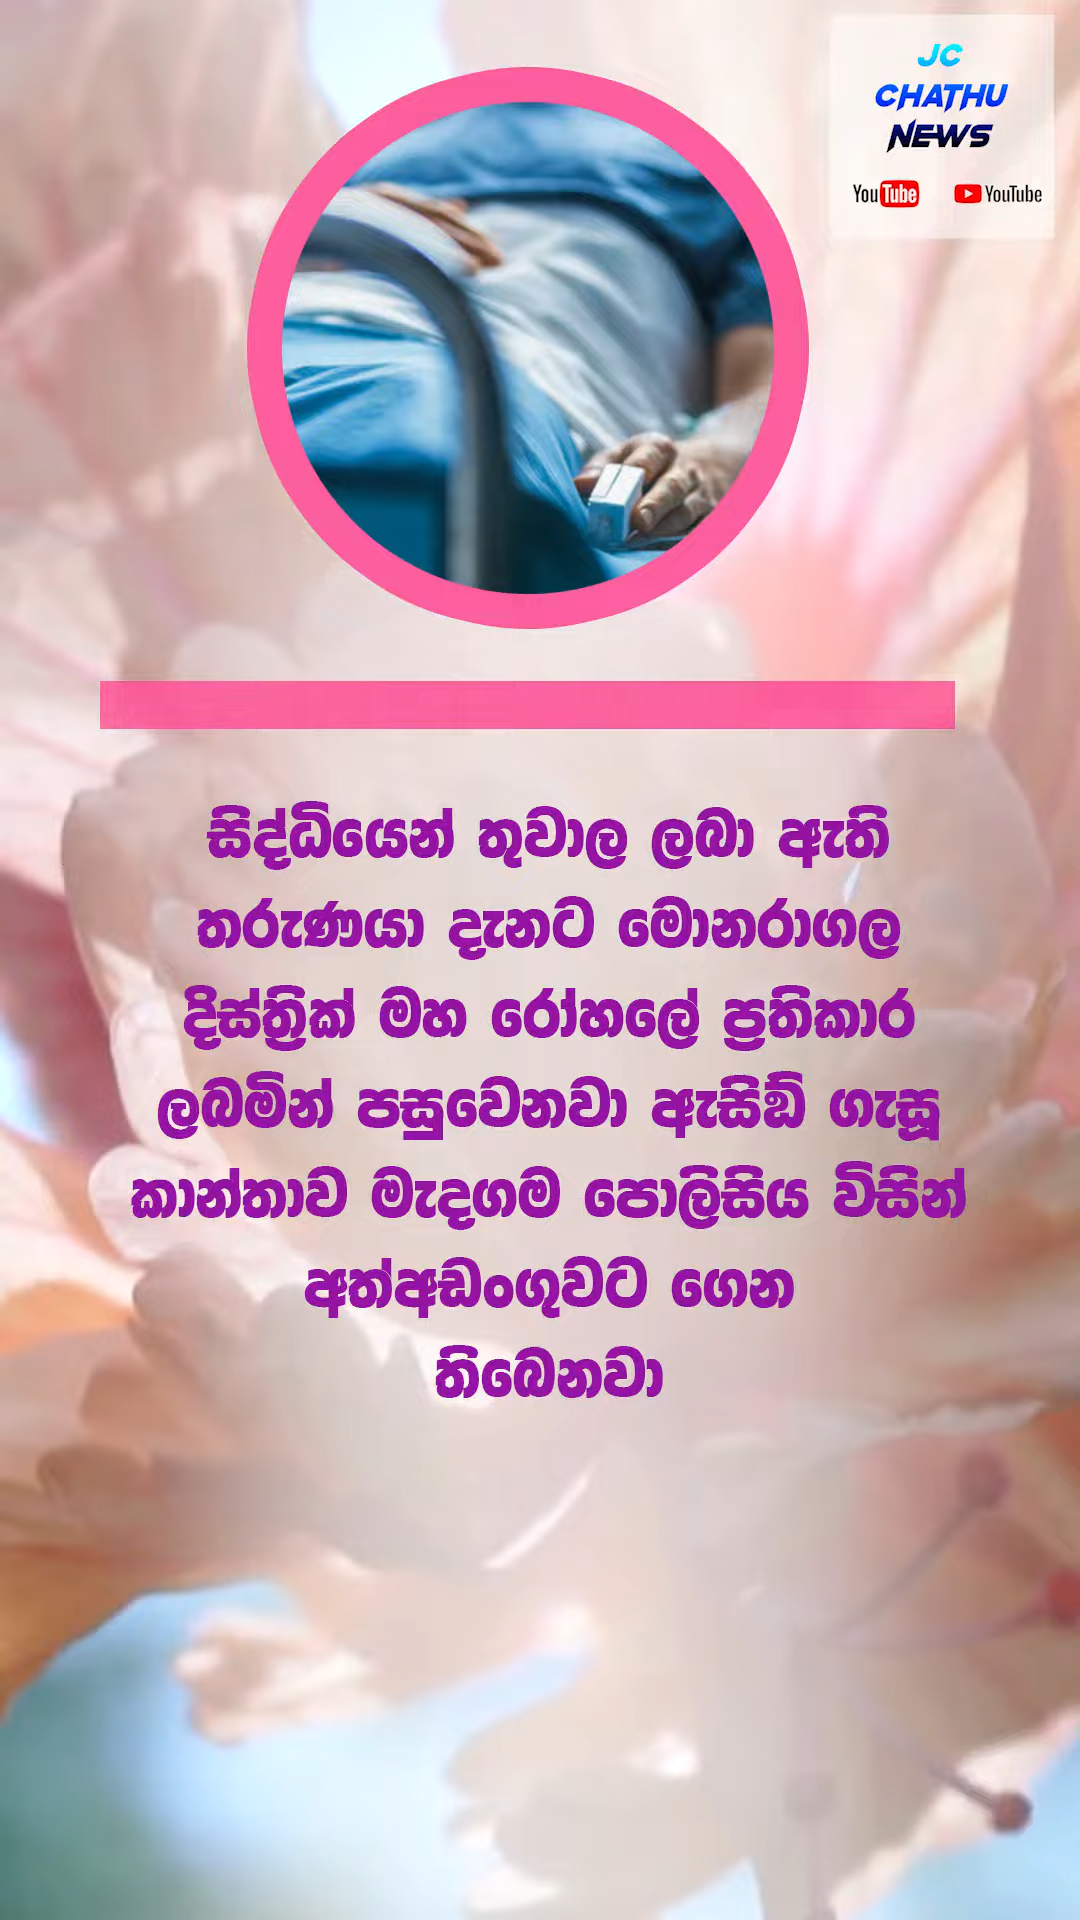 JC
CHATHU
NEWS
YouTube YouTube
සිද්ධියෙන් තුවාල ලබා ඇති
තරුණයා දැනට මොනරාගල
දිස්ත්‍රික් මහ රෝහලේ ප්‍රතිකාර
ලබමින් පසුවෙනවා ඇසිඞ් ගැසූ
කාන්තාව මැදගම පොලිසිය විසින්
අත්අඩංගුවට ගෙන
තිබෙනවා